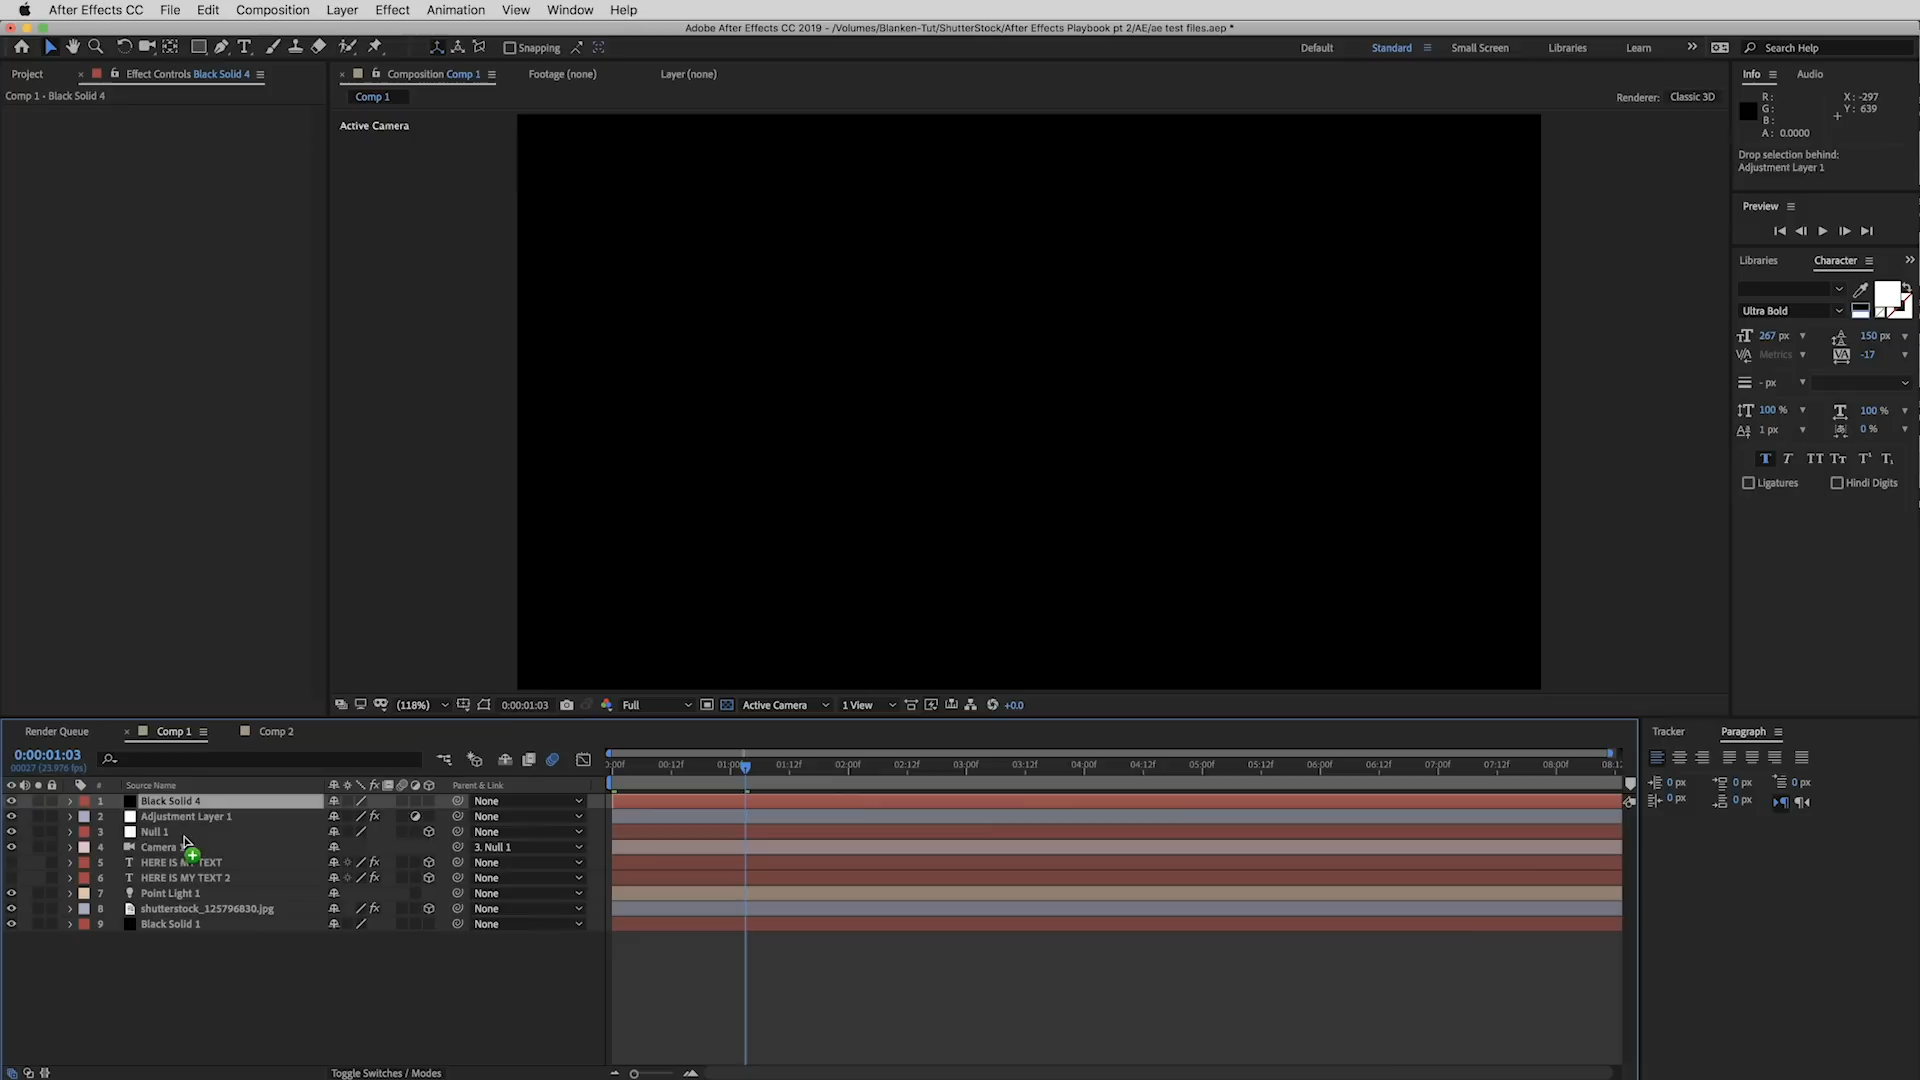 After Effects CC File Edit Composition Layer Effect Animation View Window Help
Adobe After Effects CC 2019 - /Volumes/Blanken-Tut/ShutterStock/After Effects Playbook pt 2/AE/ae test files.aep *
Snapping Default Standard Small Screen Libraries Learn Search Help
Project Effect Controls Black Solid 4 Composition Comp 1 Footage (none) Layer (none) Info Audio
Comp 1 • Black Solid 4
Comp 1
Renderer: Classic 3D
R: X: -297
G: Y: 639
B:
A: 0.0000
Active Camera
Drop selection behind:
Adjustment Layer 1
Preview
Libraries Character
Ultra Bold
267 px 150 px
Metrics -17
- px
100 % 100 %
1 px 0 %
Ligatures Hindi Digits
(118%) 0:00:01:03 Full Active Camera 1 View +0.0
Render Queue Comp 1 Comp 2 Tracker Paragraph
0:00:01:03
00027 (23.976 fps)
:00f 00:12f 01:00f 01:12f 02:00f 02:12f 03:00f 03:12f 04:00f 04:12f 05:00f 05:12f 06:00f 06:12f 07:00f 07:12f 08:00f 08:1
0 px 0 px 0 px
0 px 0 px
# Source Name Parent & Link
1 Black Solid 4 None
2 Adjustment Layer 1 None
3 Null 1 None
4 Camera 3. Null 1
5 HERE IS MY TEXT None
6 HERE IS MY TEXT 2 None
7 Point Light 1 None
8 shutterstock_125796830.jpg None
9 Black Solid 1 None
Toggle Switches / Modes